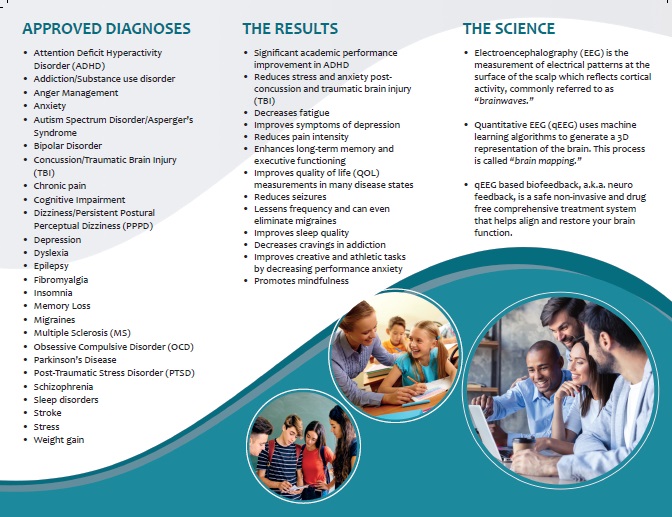 APPROVED DIAGNOSES
• Attention Deficit Hyperactivity
Disorder (ADHD)
• Addiction/Substance use disorder
• Anger Management
• Anxiety
• Autism Spectrum Disorder/Asperger's
Syndrome
• Bipolar Disorder
• Concussion/Traumatic Brain Injury
(TBI)
• Chronic pain
• Cognitive Impairment
• Dizziness/Persistent Postural
Perceptual Dizziness (PPPD)
• Depression
• Dyslexia
• Epilepsy
• Fibromyalgia
• Insomnia
• Memory Loss
• Migraines
• Multiple Sclerosis (MS)
• Obsessive Compulsive Disorder (OCD)
• Parkinson's Disease
• Post-Traumatic Stress Disorder (PTSD)
• Schizophrenia
• Sleep disorders
• Stroke
• Stress
• Weight gain
THE RESULTS
• Significant academic performance
improvement in ADHD
• Reduces stress and anxiety post-
concussion and traumatic brain injury
(TBI)
• Decreases fatigue
• Improves symptoms of depression
• Reduces pain intensity
• Enhances long-term memory and
executive functioning
• Improves quality of life (QOL)
measurements in many disease states
• Reduces seizures
• Lessens frequency and can even
eliminate migraines
• Improves sleep quality
• Decreases cravings in addiction
• Improves creative and athletic tasks
by decreasing performance anxiety
• Promotes mindfulness
THE SCIENCE
• Electroencephalography (EEG) is the
measurement of electrical patterns at the
surface of the scalp which reflects cortical
activity, commonly referred to as
"brainwaves."
• Quantitative EEG (qEEG) uses machine
learning algorithms to generate a 3D
representation of the brain. This process
is called "brain mapping."
• qEEG based biofeedback, a.k.a. neuro
feedback, is a safe non-invasive and drug
free comprehensive treatment system
that helps align and restore your brain
function.